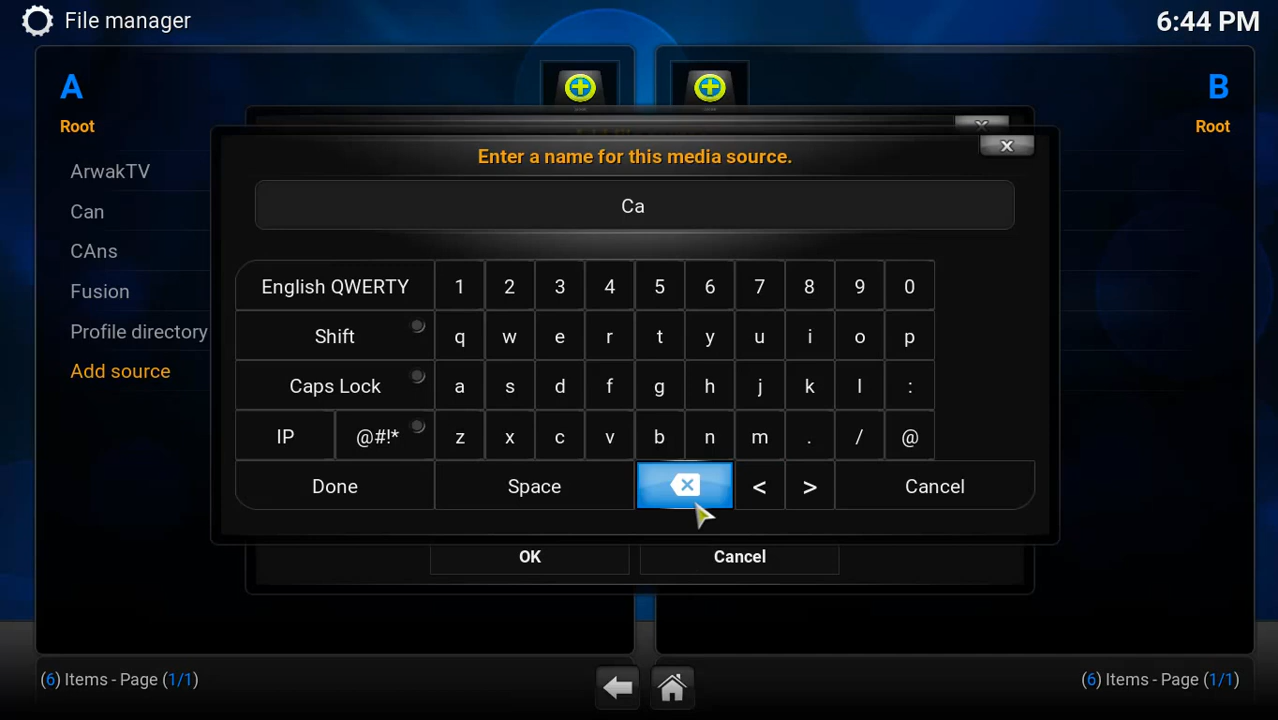 File manager
6:44 PM
A
B
Root
Root
Enter a name for this media source.
Ca
ArwakTV
Can
CAns
Fusion
Profile directory
Add source
English QWERTY 1 2 3 4 5 6 7 8 9 0
Shift q w e r t y u i o p
Caps Lock a s d f g h j k l :
IP @#!* z x c v b n m . / @
Done Space < > Cancel
OK Cancel
(6) Items - Page (1/1)
(6) Items - Page (1/1)